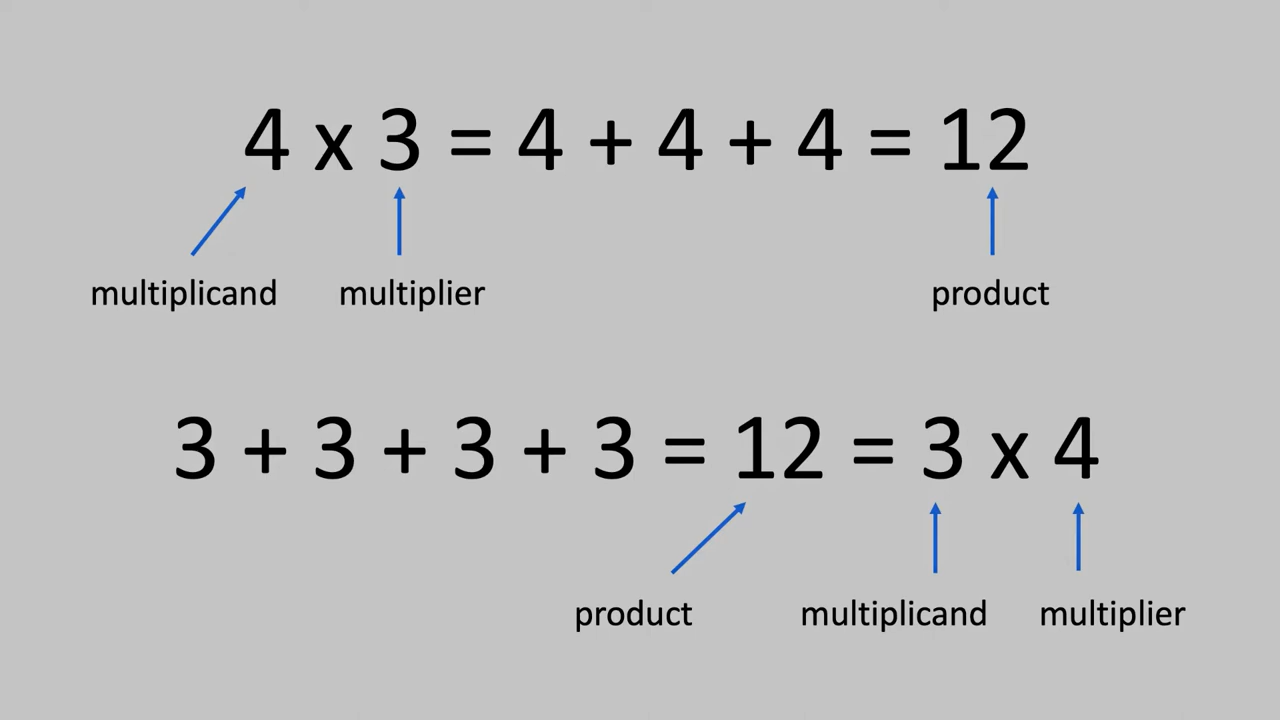 4 x 3 = 4 + 4 + 4 = 12
multiplicand multiplier product
3 + 3 + 3 + 3 = 12 = 3 x 4
product multiplicand multiplier